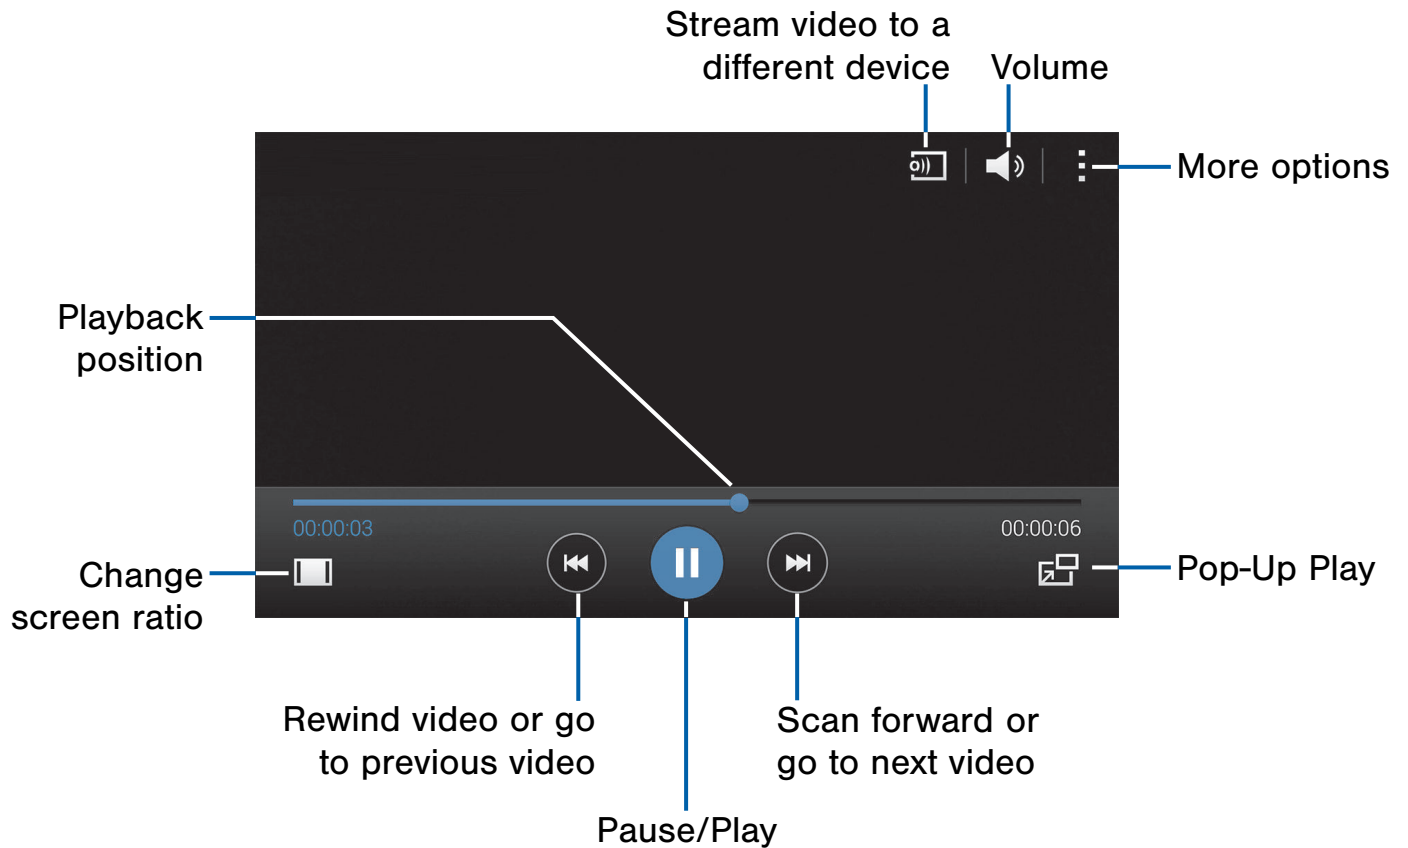 Stream video to a
different device
Volume
More options
Playback
position
00:00:03
00:00:06
Change
screen ratio
Pop-Up Play
Rewind video or go
to previous video
Scan forward or
go to next video
Pause/Play